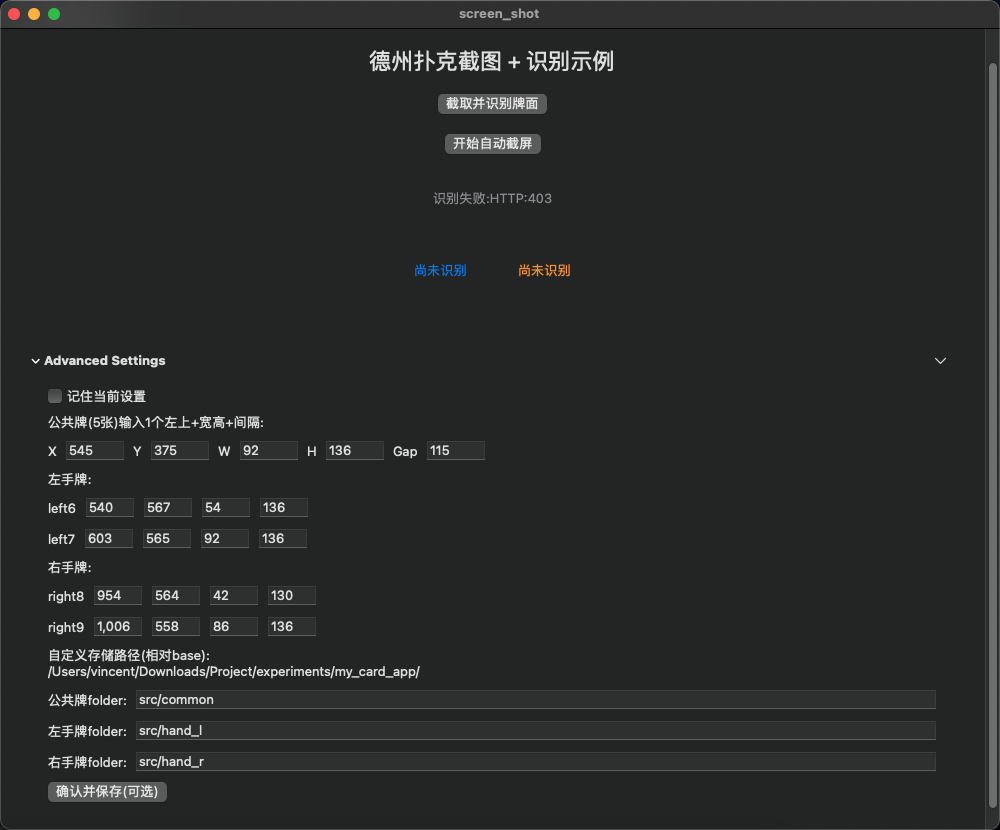 screen_shot
德州扑克截图 + 识别示例
截取并识别牌面
开始自动截屏
识别失败:HTTP:403
尚未识别 尚未识别
Advanced Settings
记住当前设置
公共牌(5张)输入1个左上+宽高+间隔:
X 545 Y 375 W 92 H 136 Gap 115
左手牌:
left6 540 567 54 136
left7 603 565 92 136
右手牌:
right8 954 564 42 130
right9 1,006 558 86 136
自定义存储路径(相对base):
/Users/vincent/Downloads/Project/experiments/my_card_app/
公共牌folder: src/common
左手牌folder: src/hand_l
右手牌folder: src/hand_r
确认并保存(可选)